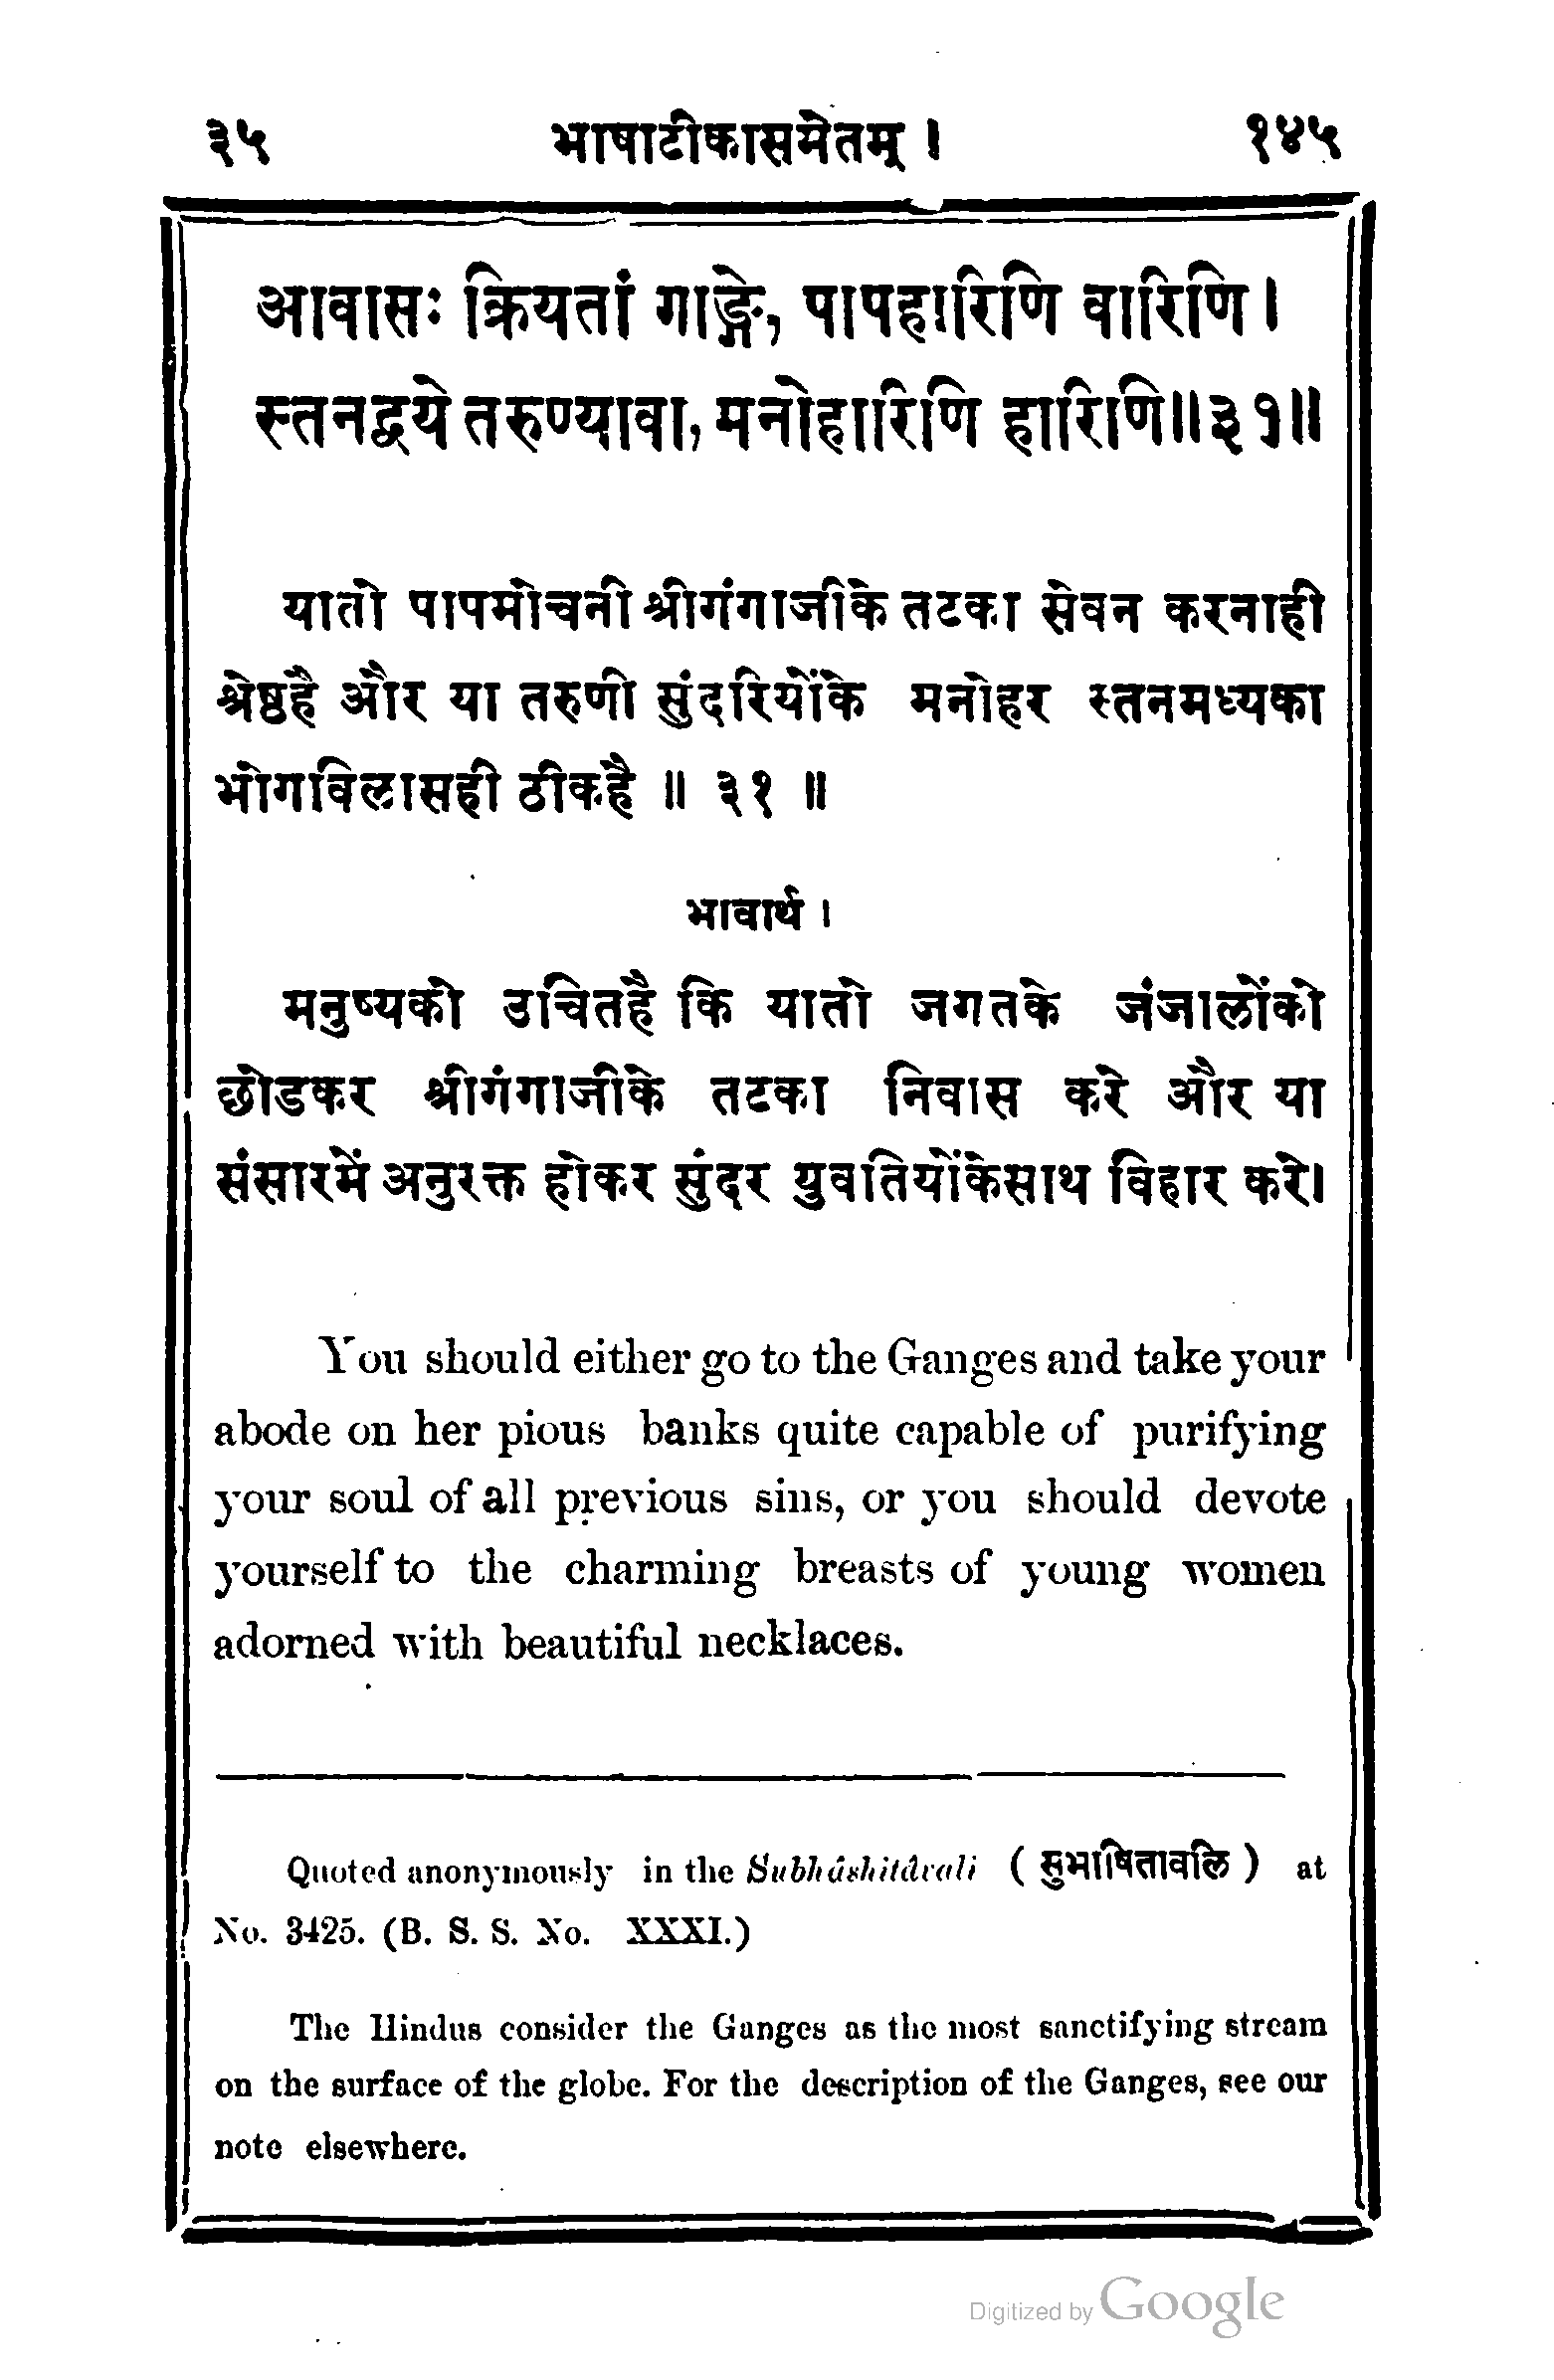 ३५ भाषाटीकासमेतम् । १४५
आवासः क्रियतां गाङ्गे, पापहारिणि वारिणि ।
स्तनद्वये तरुण्यावा, मनोहारिणि हारिणि॥३१॥
यातो पापमोचनी श्रीगंगाजीके तटका सेवन करनाही
श्रेष्ठहै और या तरुणी सुंदरियोंके मनोहर स्तनमध्यका
भोगविलासही ठीकहै ॥ ३१ ॥
भावार्थ ।
मनुष्यको उचितहै कि यातो जगतके जंजालोंको
छोडकर श्रीगंगाजीके तटका निवास करे और या
संसारमें अनुरक्त होकर सुंदर युवतियोंकेसाथ विहार करे।
You should either go to the Ganges and take your
abode on her pious banks quite capable of purifying
your soul of all previous sins, or you should devote
yourself to the charming breasts of young women
adorned with beautiful necklaces.
Quoted anonymously in the Subhâshitâvali ( सुभाषितावलि ) at
No. 3425. (B. S. S. No. XXXI.)
The Hindus consider the Ganges as the most sanctifying stream
on the surface of the globe. For the description of the Ganges, see our
note elsewhere.
Digitized by Google